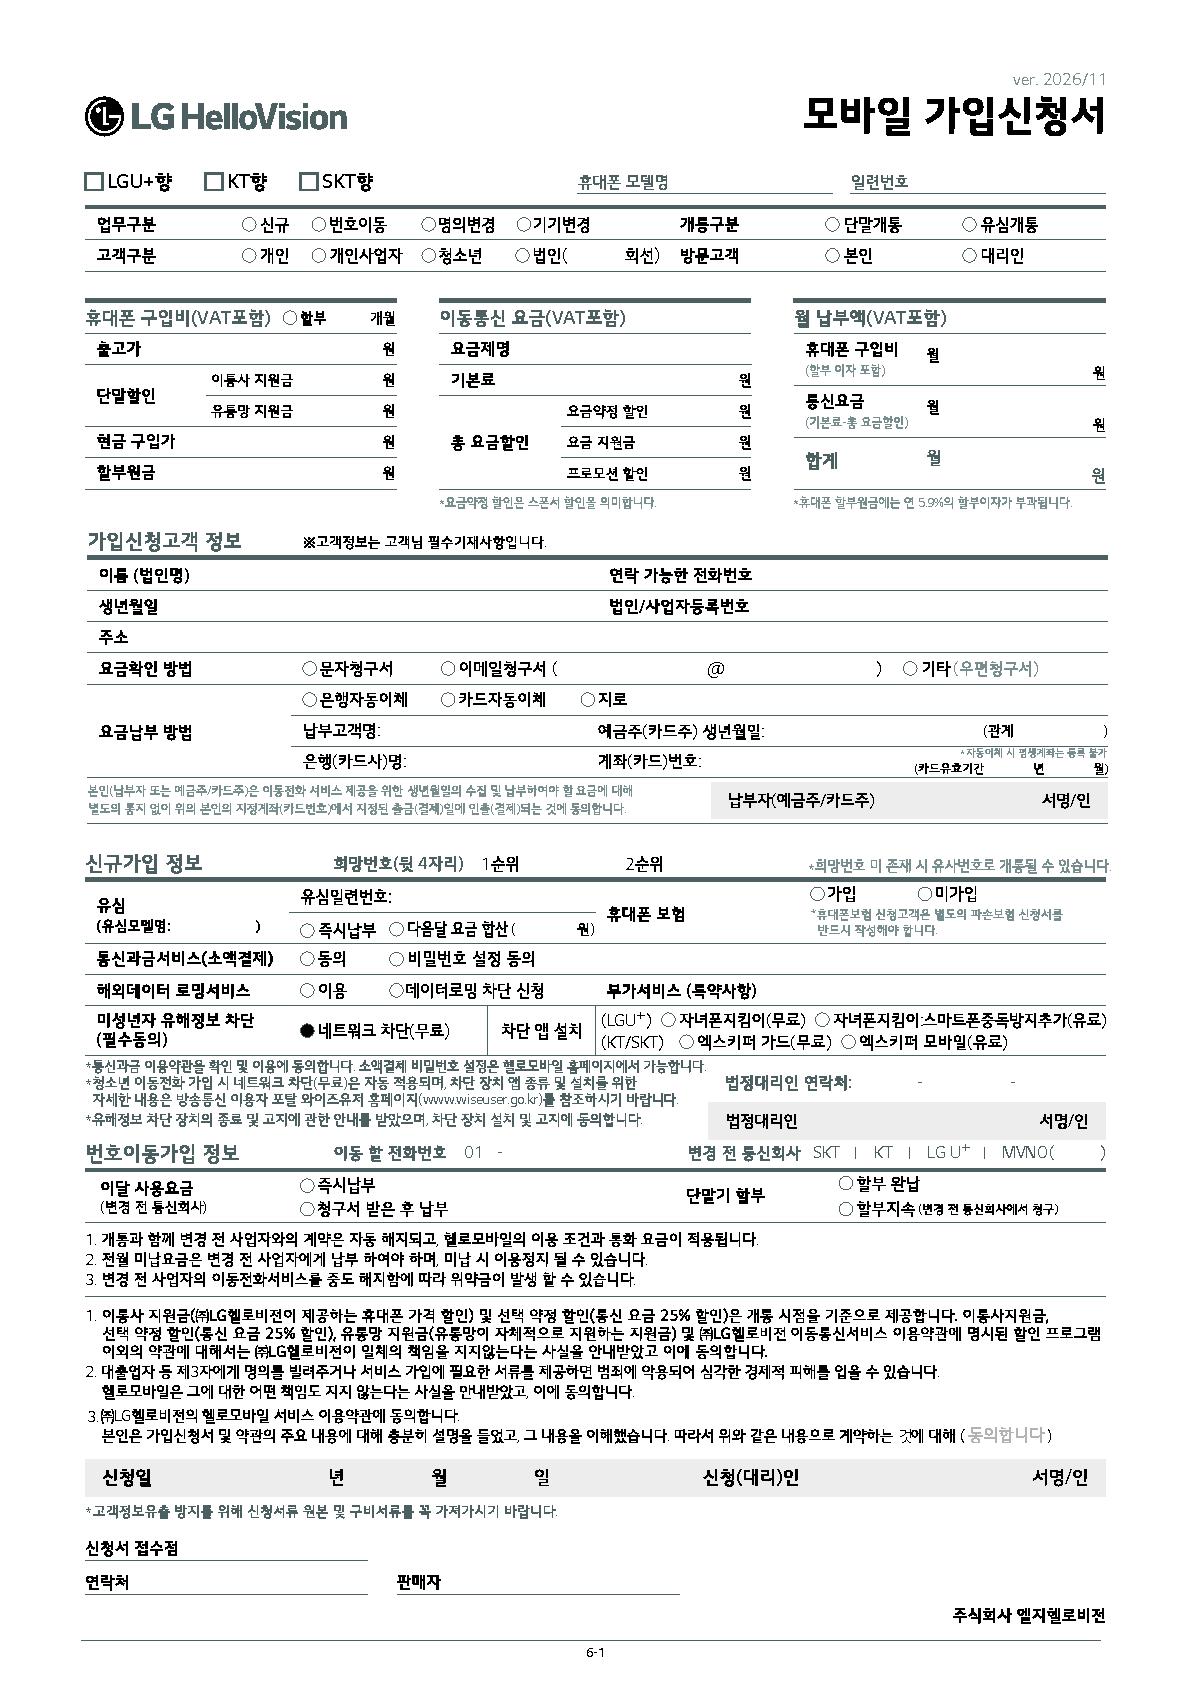 ver. 2026/11
LG HelloVision
모바일 가입신청서
LGU+향 KT향 SKT향 휴대폰 모델명 일련번호
업무구분 신규 번호이동 명의변경 기기변경 개통구분 단말개통 유심개통
고객구분 개인 개인사업자 청소년 법인( 회선) 방문고객 본인 대리인
휴대폰 구입비(VAT포함) 할부 개월
출고가 원
단말할인 이통사 지원금 원
유통망 지원금 원
현금 구입가 원
할부원금 원
이동통신 요금(VAT포함)
요금제명
기본료 원
총 요금할인 요금약정 할인 원
요금 지원금 원
프로모션 할인 원
*요금약정 할인은 스폰서 할인을 의미합니다.
월 납부액(VAT포함)
휴대폰 구입비 월
(할부 이자 포함) 원
통신요금 월
(기본료-총 요금할인) 원
합계 월
원
*휴대폰 할부원금에는 연 5.9%의 할부이자가 부과됩니다.
가입신청고객 정보 ※고객정보는 고객님 필수기재사항입니다.
이름 (법인명) 연락 가능한 전화번호
생년월일 법인/사업자등록번호
주소
요금확인 방법 문자청구서 이메일청구서 ( @ ) 기타(우편청구서)
요금납부 방법 은행자동이체 카드자동이체 지로
납부고객명: 예금주(카드주) 생년월일: (관계 )
은행(카드사)명: 계좌(카드)번호: *자동이체 시 평생계좌는 등록 불가
(카드유효기간 년 월)
본인(납부자 또는 예금주/카드주)은 이동전화 서비스 제공을 위한 생년월일의 수집 및 납부하여야 할 요금에 대해
별도의 통지 없이 위의 본인의 지정계좌(카드번호)에서 지정된 출금(결제)일에 인출(결제)되는 것에 동의합니다.
납부자(예금주/카드주) 서명/인
신규가입 정보 희망번호(뒷 4자리) 1순위 2순위 *희망번호 미 존재 시 유사번호로 개통될 수 있습니다.
유심 유심일련번호:
(유심모델명: ) 즉시납부 다음달 요금 합산 ( 원)
휴대폰 보험 가입 미가입
*휴대폰보험 신청고객은 별도의 파손보험 신청서를
반드시 작성해야 합니다.
통신과금서비스(소액결제) 동의 비밀번호 설정 동의
해외데이터 로밍서비스 이용 데이터로밍 차단 신청 부가서비스 (특약사항)
미성년자 유해정보 차단
(필수동의) 네트워크 차단(무료) 차단 앱 설치
(LGU+) 자녀폰지킴이(무료) 자녀폰지킴이:스마트폰중독방지추가(유료)
(KT/SKT) 엑스키퍼 가드(무료) 엑스키퍼 모바일(유료)
*통신과금 이용약관을 확인 및 이용에 동의합니다. 소액결제 비밀번호 설정은 헬로모바일 홈페이지에서 가능합니다.
*청소년 이동전화 가입 시 네트워크 차단(무료)은 자동 적용되며, 차단 장치 앱 종류 및 설치를 위한
자세한 내용은 방송통신 이용자 포탈 와이즈유저 홈페이지(www.wiseuser.go.kr)를 참조하시기 바랍니다.
*유해정보 차단 장치의 종료 및 고지에 관한 안내를 받았으며, 차단 장치 설치 및 고지에 동의합니다.
법정대리인 연락처: - -
법정대리인 서명/인
번호이동가입 정보 이동 할 전화번호 01 - 변경 전 통신회사 SKT | KT | LG U+ | MVNO( )
이달 사용요금 즉시납부
(변경 전 통신회사) 청구서 받은 후 납부
단말기 할부 할부 완납
할부지속 (변경 전 통신회사에서 청구)
1. 개통과 함께 변경 전 사업자와의 계약은 자동 해지되고, 헬로모바일의 이용 조건과 통화 요금이 적용됩니다.
2. 전월 미납요금은 변경 전 사업자에게 납부 하여야 하며, 미납 시 이용정지 될 수 있습니다.
3. 변경 전 사업자의 이동전화서비스를 중도 해지함에 따라 위약금이 발생 할 수 있습니다.
1. 이통사 지원금(㈜LG헬로비전이 제공하는 휴대폰 가격 할인) 및 선택 약정 할인(통신 요금 25% 할인)은 개통 시점을 기준으로 제공합니다. 이통사지원금,
선택 약정 할인(통신 요금 25% 할인), 유통망 지원금(유통망이 자체적으로 지원하는 지원금) 및 ㈜LG헬로비전 이동통신서비스 이용약관에 명시된 할인 프로그램
이외의 약관에 대해서는 ㈜LG헬로비전이 일체의 책임을 지지않는다는 사실을 안내받았고 이에 동의합니다.
2. 대출업자 등 제3자에게 명의를 빌려주거나 서비스 가입에 필요한 서류를 제공하면 범죄에 악용되어 심각한 경제적 피해를 입을 수 있습니다.
헬로모바일은 그에 대한 어떤 책임도 지지 않는다는 사실을 안내받았고, 이에 동의합니다.
3.㈜LG헬로비전의 헬로모바일 서비스 이용약관에 동의합니다.
본인은 가입신청서 및 약관의 주요 내용에 대해 충분히 설명을 들었고, 그 내용을 이해했습니다. 따라서 위와 같은 내용으로 계약하는 것에 대해 ( 동의합니다 )
신청일 년 월 일 신청(대리)인 서명/인
*고객정보유출 방지를 위해 신청서류 원본 및 구비서류를 꼭 가져가시기 바랍니다.
신청서 접수점
연락처 판매자
주식회사 엘지헬로비전
6-1